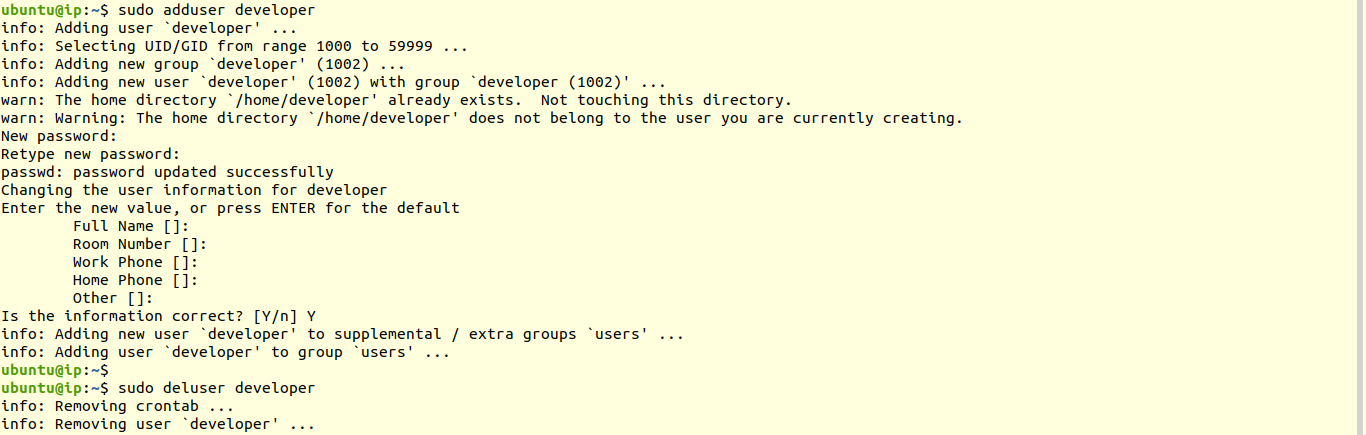 ubuntu@ip:~$ sudo adduser developer
info: Adding user `developer' ...
info: Selecting UID/GID from range 1000 to 59999 ...
info: Adding new group `developer' (1002) ...
info: Adding new user `developer' (1002) with group `developer (1002)' ...
warn: The home directory `/home/developer' already exists.  Not touching this directory.
warn: Warning: The home directory `/home/developer' does not belong to the user you are currently creating.
New password:
Retype new password:
passwd: password updated successfully
Changing the user information for developer
Enter the new value, or press ENTER for the default
        Full Name []:
        Room Number []:
        Work Phone []:
        Home Phone []:
        Other []:
Is the information correct? [Y/n] Y
info: Adding new user `developer' to supplemental / extra groups `users' ...
info: Adding user `developer' to group `users' ...
ubuntu@ip:~$
ubuntu@ip:~$ sudo deluser developer
info: Removing crontab ...
info: Removing user `developer' ...